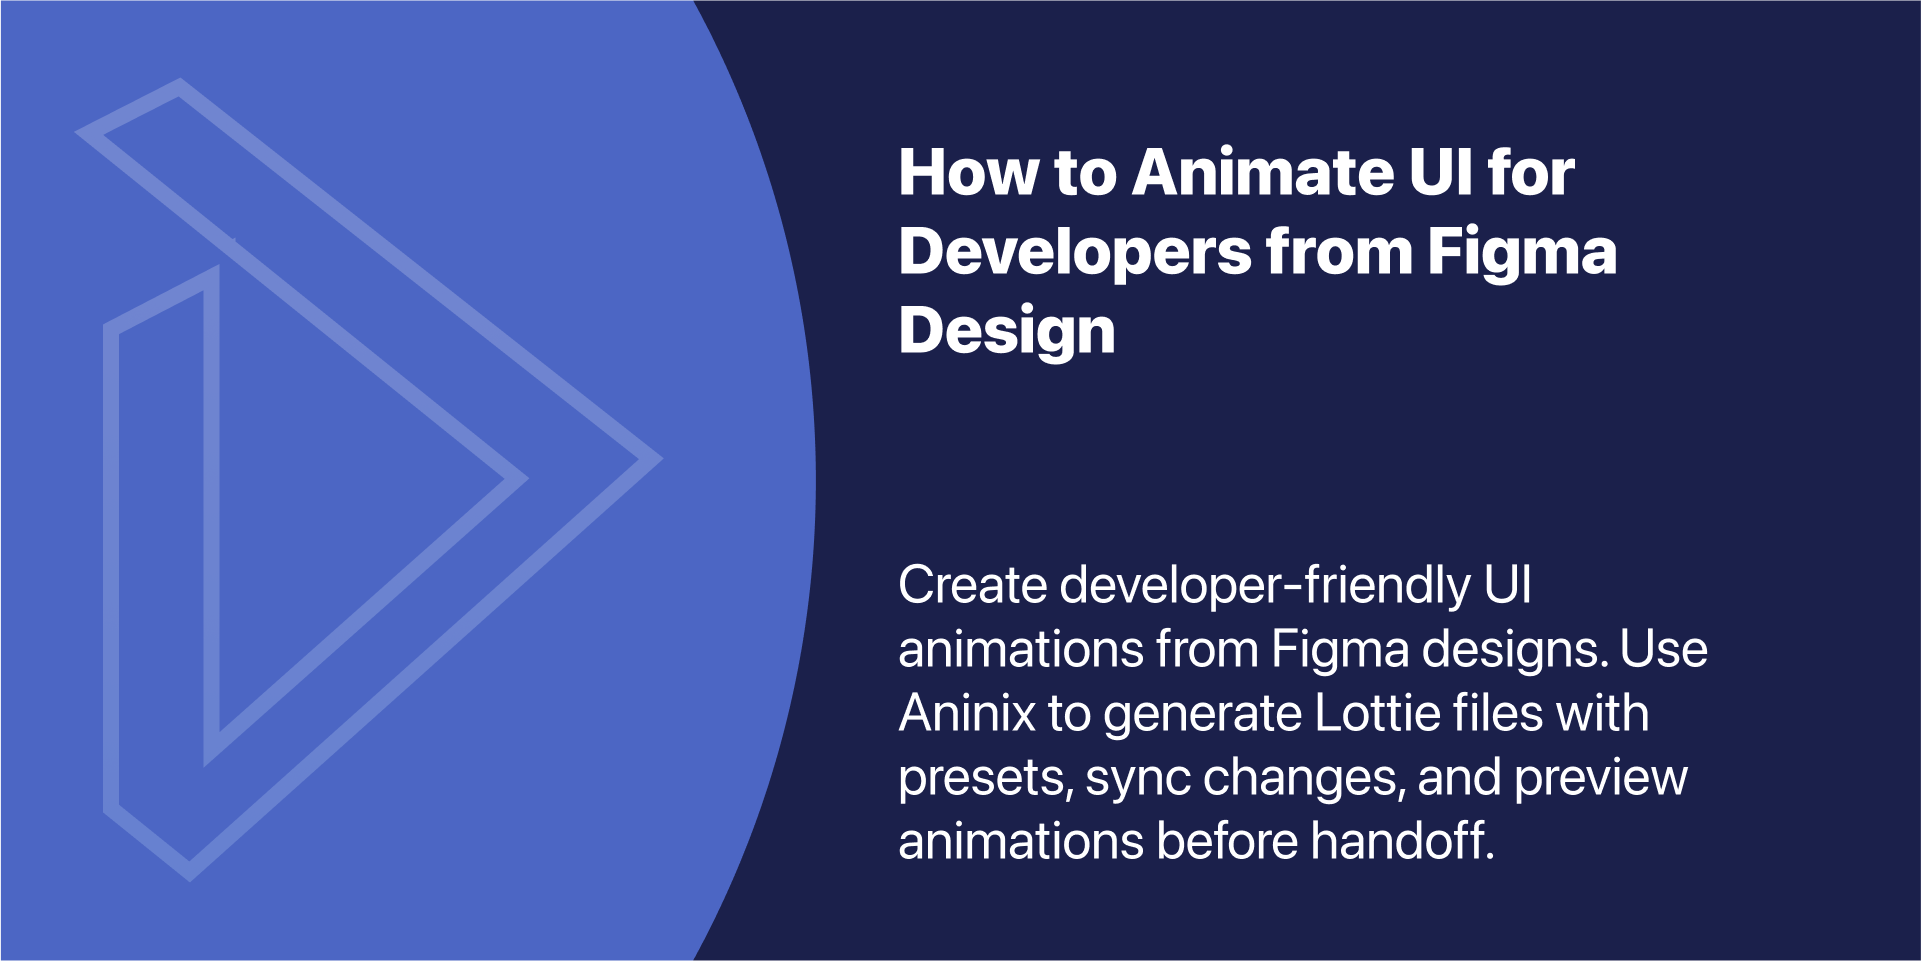 How to Animate UI for
Developers from Figma
Design
Create developer-friendly UI
animations from Figma designs. Use
Aninix to generate Lottie files with
presets, sync changes, and preview
animations before handoff.